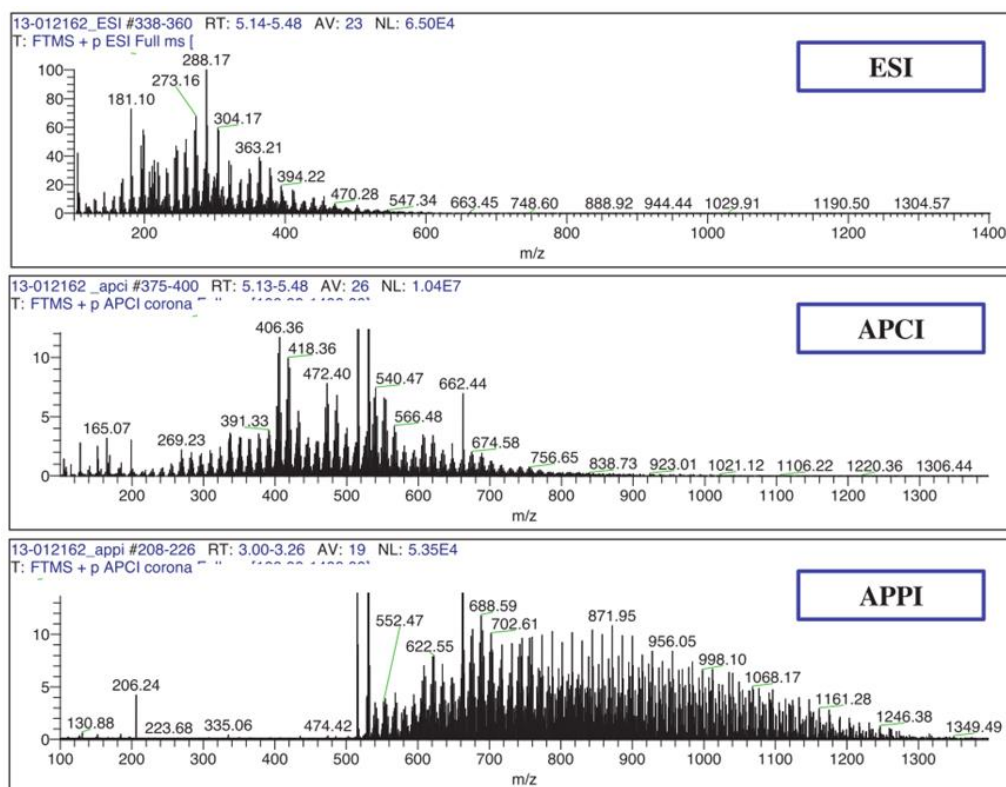 13-012162_ESI #338-360 RT: 5.14-5.48 AV: 23 NL: 6.50E4
T: FTMS + p ESI Full ms [
ESI
288.17
100
273.16
80
181.10
304.17
60
363.21
40
394.22
20
470.28
547.34
663.45 748.60 888.92 944.44 1029.91 1190.50 1304.57
0
200 400 600 800 1000 1200 1400
m/z
13-012162 _apci #375-400 RT: 5.13-5.48 AV: 26 NL: 1.04E7
T: FTMS + p APCI corona
APCI
406.36
10
418.36
472.40 540.47 662.44
5
391.33 566.48
165.07
269.23 674.58
756.65 838.73 923.01 1021.12 1106.22 1220.36 1306.44
0
200 300 400 500 600 700 800 900 1000 1100 1200 1300
m/z
13-012162_appi #208-226 RT: 3.00-3.26 AV: 19 NL: 5.35E4
T: FTMS + p APCI corona
APPI
688.59 871.95
10
552.47 702.61
622.55 956.05
998.10
5
1068.17
206.24 1161.28
1246.38
130.88 223.68 335.06 474.42 1349.49
0
100 200 300 400 500 600 700 800 900 1000 1100 1200 1300
m/z